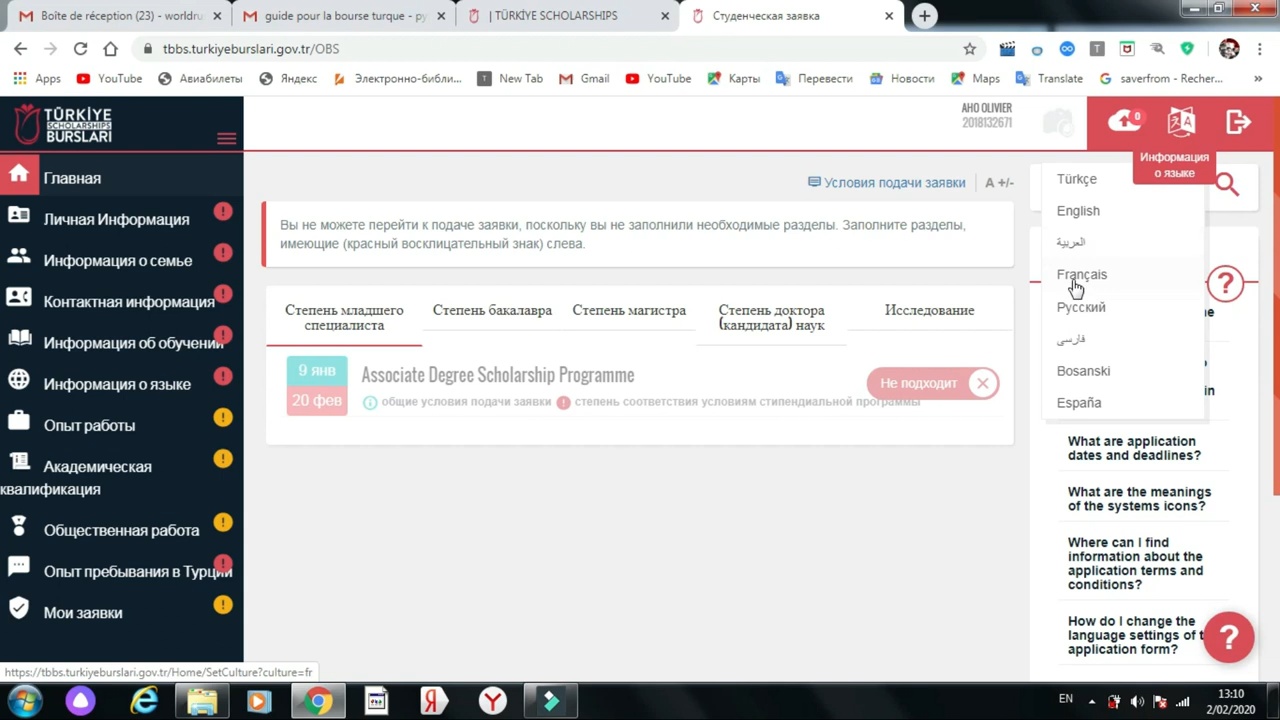 Boîte de réception (23) - worldru
guide pour la bourse turque - py
| TÜRKİYE SCHOLARSHIPS
Студенческая заявка
tbbs.turkiyeburslari.gov.tr/OBS
Apps
YouTube
Авиабилеты
Яндекс
Электронно-библи...
New Tab
Gmail
YouTube
Карты
Перевести
Новости
Maps
Translate
saverfrom - Recher...
»
TÜRKİYE
SCHOLARSHIPS
BURSLARI
AHO OLIVIER
2018132671
0
Информация
о языке
Главная
Личная Информация
Информация о семье
Контактная информация
Информация об обучении
Информация о языке
Опыт работы
Академическая
квалификация
Общественная работа
Опыт пребывания в Турции
Мои заявки
Условия подачи заявки
A +/-
Вы не можете перейти к подаче заявки, поскольку вы не заполнили необходимые разделы. Заполните разделы,
имеющие (красный восклицательный знак) слева.
Степень младшего
специалиста
Степень бакалавра
Степень магистра
Степень доктора
(кандидата) наук
Исследование
9 янв
20 фев
Associate Degree Scholarship Programme
общие условия подачи заявки
степень соответствия условиям стипендиальной программы
Не подходит
Türkçe
English
العربية
Français
Русский
فارسی
Bosanski
España
?
ne
in
What are application
dates and deadlines?
What are the meanings
of the systems icons?
Where can I find
information about the
application terms and
conditions?
How do I change the
language settings of t
application form?
?
https://tbbs.turkiyeburslari.gov.tr/Home/SetCulture?culture=fr
EN
13:10
2/02/2020